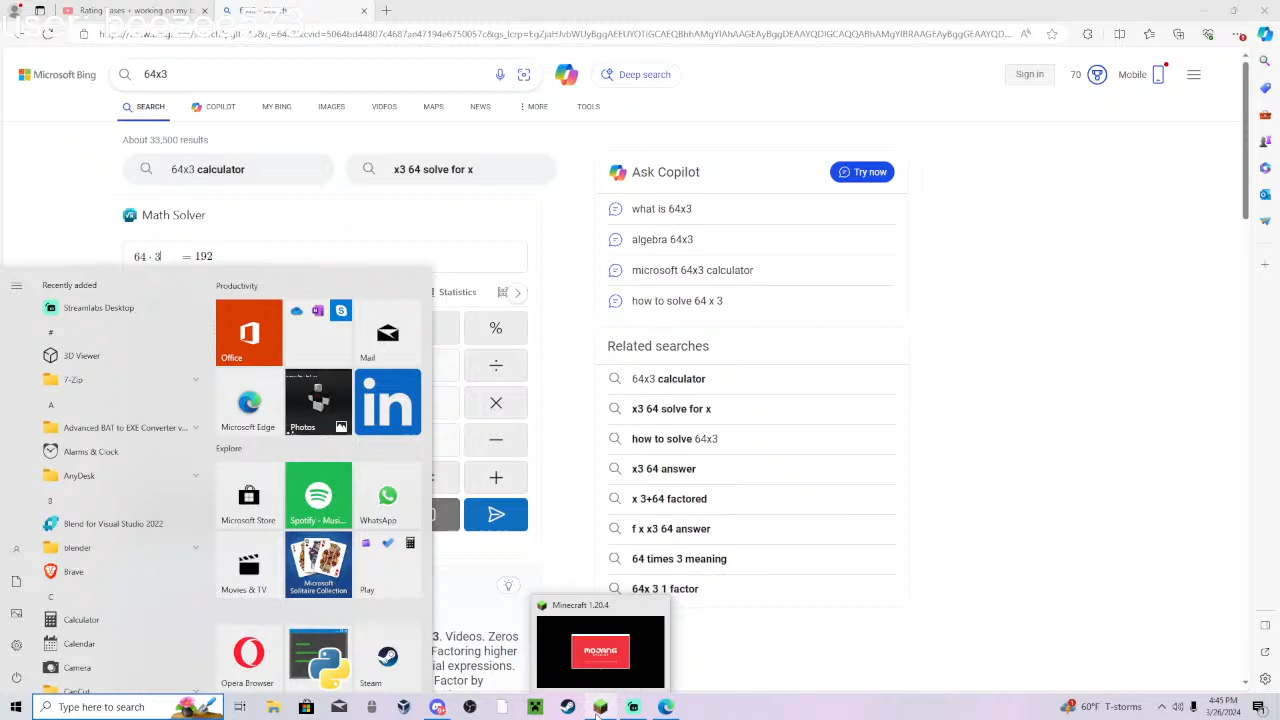 Rating bases + working on my b
64x3
Deep search
Sign in
70
Mobile
Microsoft Bing
SEARCH
COPILOT
MY BING
IMAGES
VIDEOS
MAPS
NEWS
MORE
TOOLS
About 33,500 results
64x3 calculator
x3 64 solve for x
Math Solver
64 · 3 = 192
Statistics
Ask Copilot
Try now
what is 64x3
algebra 64x3
microsoft 64x3 calculator
how to solve 64 x 3
Related searches
64x3 calculator
x3 64 solve for x
how to solve 64x3
x3 64 answer
x 3+64 factored
f x x3 64 answer
64 times 3 meaning
64x 3 1 factor
%
÷
×
−
+
3. Videos. Zeros
Factoring higher
ial expressions.
Factor by
Recently added
Streamlabs Desktop
#
3D Viewer
7-Zip
A
Advanced BAT to EXE Converter v...
Alarms & Clock
AnyDesk
B
Blend for Visual Studio 2022
blender
Brave
C
Calculator
Calendar
Camera
CapCut
Productivity
Office
Mail
Microsoft Edge
Photos
Explore
Microsoft Store
Spotify - Musi...
WhatsApp
Movies & TV
Microsoft
Solitaire Collection
Play
Opera Browser
Steam
Minecraft 1.20.4
MOJANG
STUDIOS
Type here to search
60°F T-storms
4:45 PM
3/26/2024